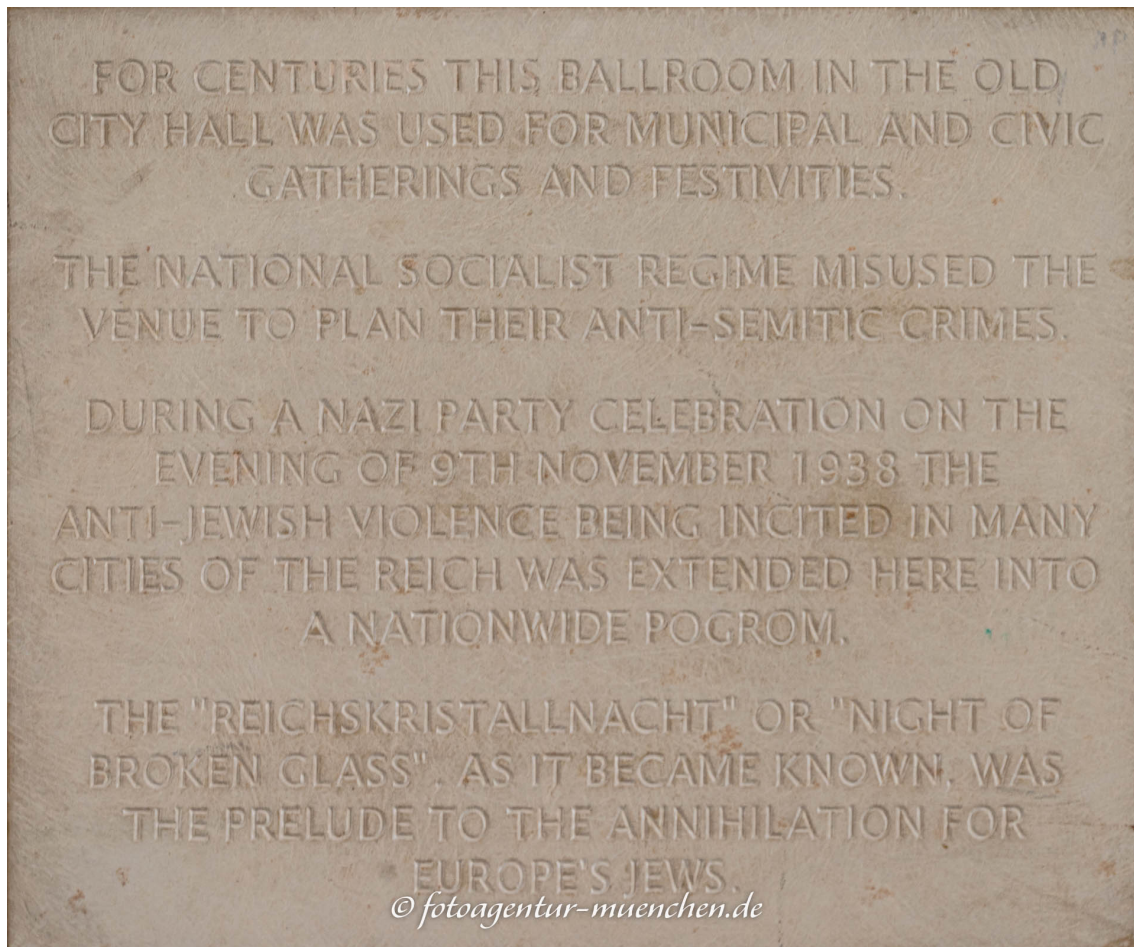 FOR CENTURIES THIS BALLROOM IN THE OLD
CITY HALL WAS USED FOR MUNICIPAL AND CIVIC
GATHERINGS AND FESTIVITIES.
THE NATIONAL SOCIALIST REGIME MISUSED THE
VENUE TO PLAN THEIR ANTI-SEMITIC CRIMES.
DURING A NAZI PARTY CELEBRATION ON THE
EVENING OF 9TH NOVEMBER 1938 THE
ANTI-JEWISH VIOLENCE BEING INCITED IN MANY
CITIES OF THE REICH WAS EXTENDED HERE INTO
A NATIONWIDE POGROM.
THE "REICHSKRISTALLNACHT" OR "NIGHT OF
BROKEN GLASS", AS IT BECAME KNOWN, WAS
THE PRELUDE TO THE ANNIHILATION FOR
EUROPE'S JEWS.
© fotoagentur-muenchen.de